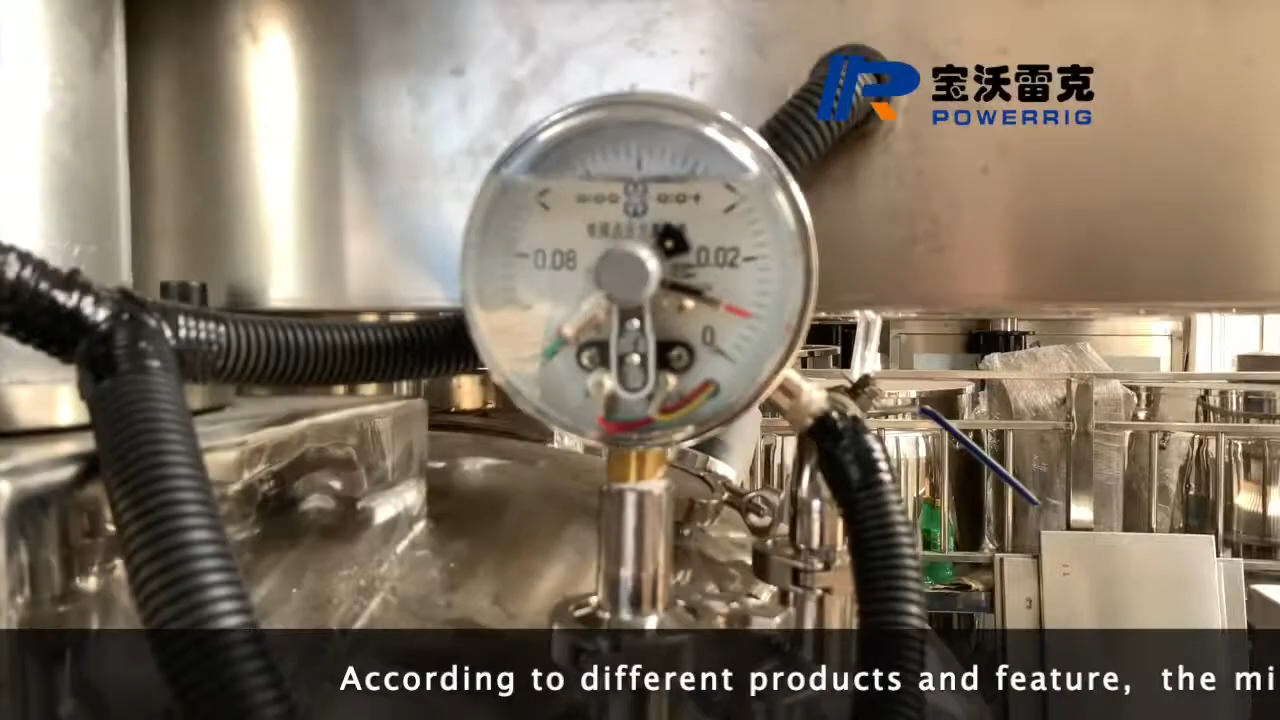 宝沃雷克
POWERRIG
0.08
0.02
0
According to different products and feature, the mi